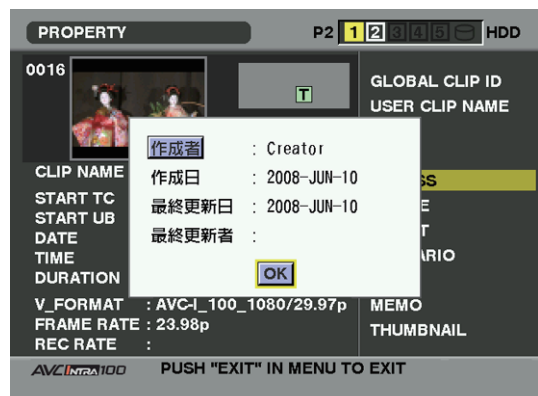 PROPERTY
P2 1 2 3 4 5 HDD
0016
T
GLOBAL CLIP ID
USER CLIP NAME
作成者 : Creator
作成日 : 2008-JUN-10
最終更新日 : 2008-JUN-10
最終更新者 :
OK
CLIP NAME
START TC
START UB
DATE
TIME
DURATION
V_FORMAT : AVC-I_100_1080/29.97p
FRAME RATE : 23.98p
REC RATE :
SS
E
T
ARIO
MEMO
THUMBNAIL
AVC INTRA 100
PUSH "EXIT" IN MENU TO EXIT